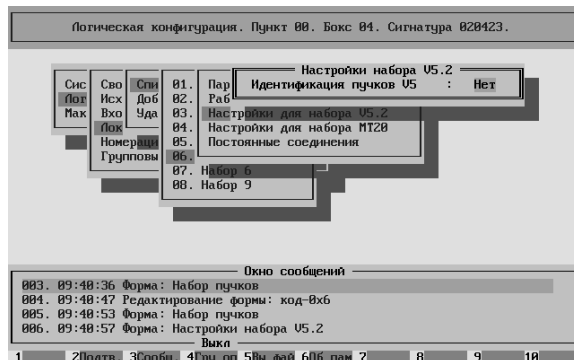 Логическая конфигурация. Пункт 00. Бокс 04. Сигнатура 020423.
Настройки набора V5.2
Идентификация пучков V5 : Нет
Сис Сво Спи 01. Пар
Лог Исх Доб 02. Раб
Мак Вхо Уда 03. Настройки для набора V5.2
Лок 04. Настройки для набора MT20
Номераци 05. Постоянные соединения
Групповы 06.
07. Набор 6
08. Набор 9
Окно сообщений
003. 09:40:36 Форма: Набор пучков
004. 09:40:47 Редактирование формы: код-0x6
005. 09:40:53 Форма: Набор пучков
006. 09:40:57 Форма: Настройки набора V5.2
Выкл
1 2Подтв. 3Сообщ. 4Гру оп 5Вы фай 6Об пам 7 8 9 10